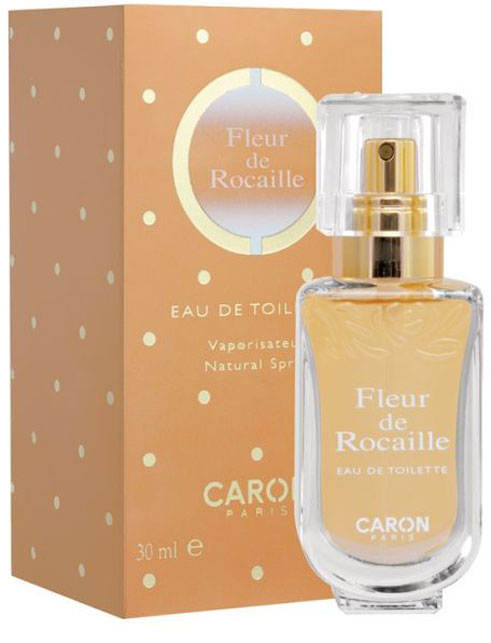 Fleur
de
Rocaille
EAU DE TOIL
Vaporisateu
Natural Spr
CARON
PARIS
30 ml e
Fleur
de
Rocaille
EAU DE TOILETTE
CARON
PARIS